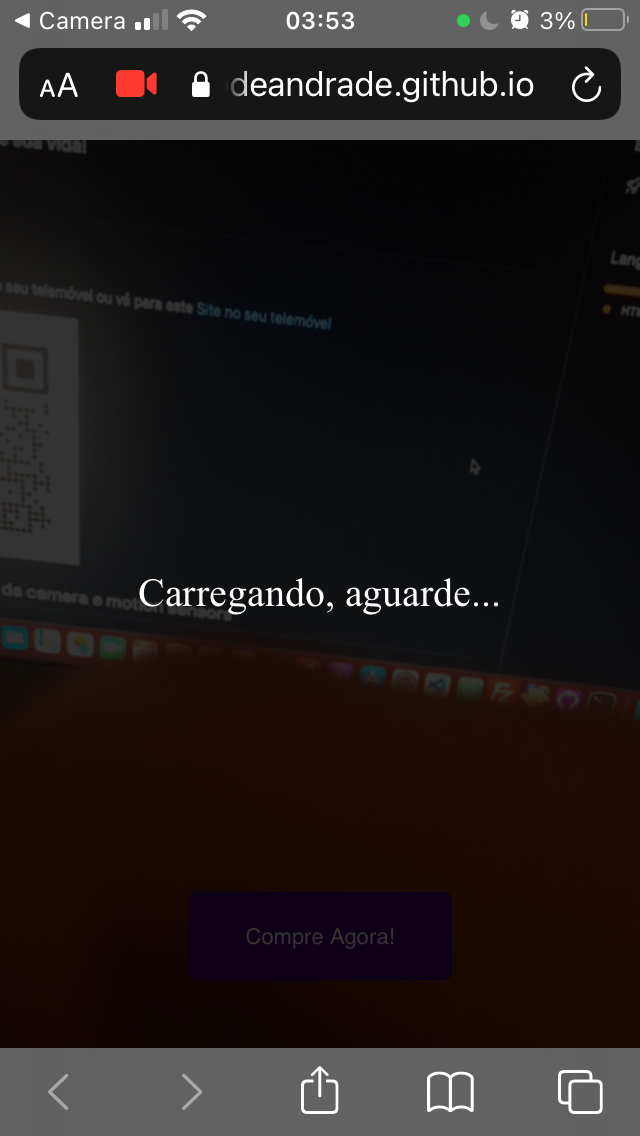 Camera
03:53
3%
AA
deandrade.github.io
sua vida!
Lang
seu telemóvel ou vá para este Site no seu telemóvel
HT
Carregando, aguarde...
da camera e motion sensors
Compre Agora!